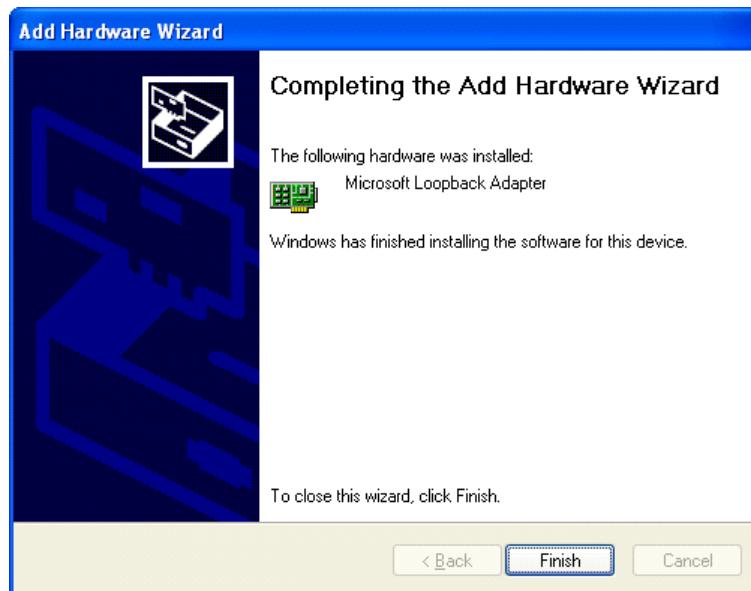 Add Hardware Wizard
Completing the Add Hardware Wizard
The following hardware was installed:
Microsoft Loopback Adapter
Windows has finished installing the software for this device.
To close this wizard, click Finish.
< Back Finish Cancel